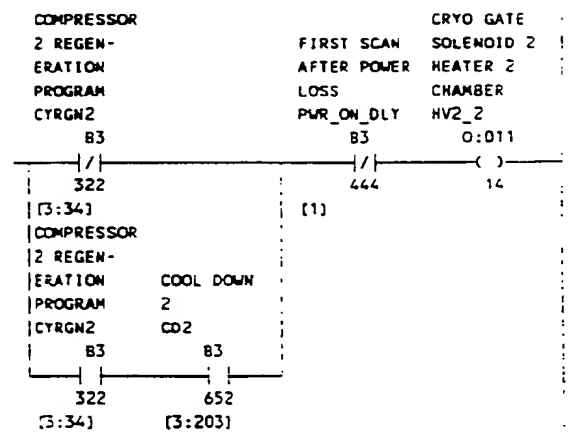 COMPRESSOR CRYO GATE
2 REGEN- FIRST SCAN SOLENOID 2
ERATION AFTER POWER HEATER 2
PROGRAM LOSS CHAMBER
CYRGN2 PWR_ON_DLY HV2_2
B3 B3 O:011
322 444 14
[3:34] [1]
COMPRESSOR
2 REGEN-
ERATION COOL DOWN
PROGRAM 2
CYRGN2 CD2
B3 B3
322 652
[3:34] [3:203]